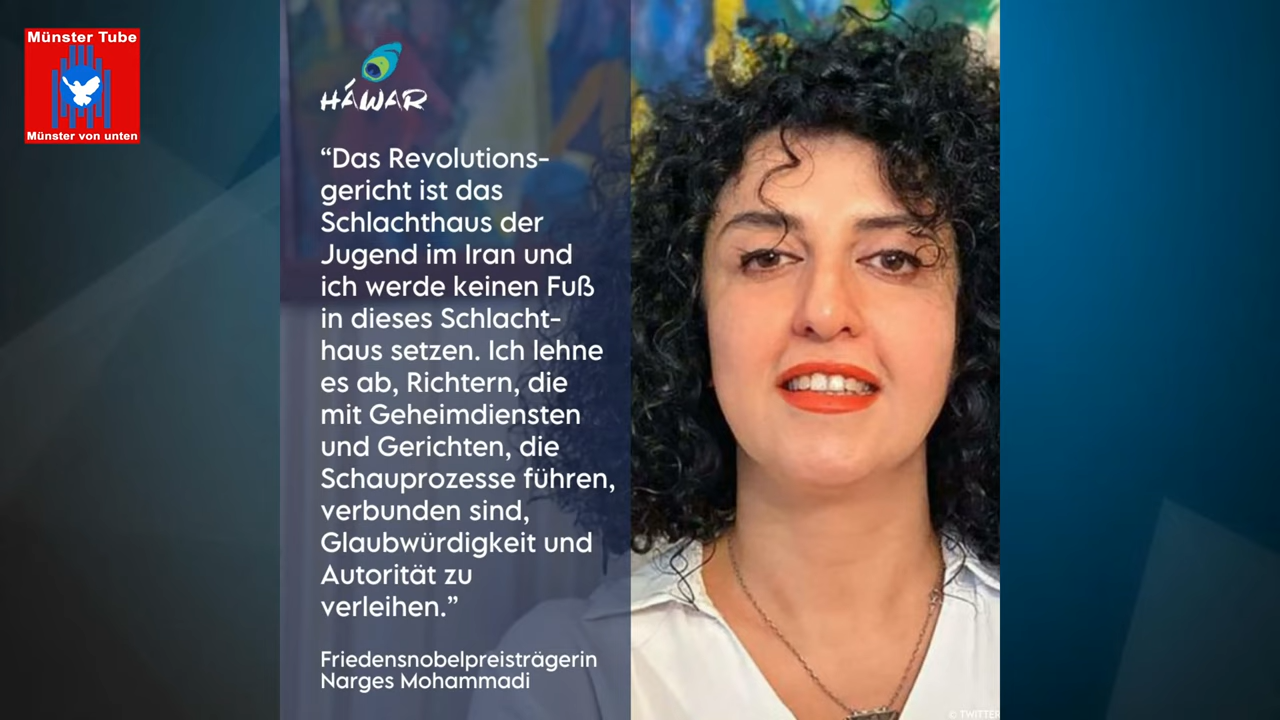 Münster Tube
Münster von unten
HÁWAR
“Das Revolutions-
gericht ist das
Schlachthaus der
Jugend im Iran und
ich werde keinen Fuß
in dieses Schlacht-
haus setzen. Ich lehne
es ab, Richtern, die
mit Geheimdiensten
und Gerichten, die
Schauprozesse führen,
verbunden sind,
Glaubwürdigkeit und
Autorität zu
verleihen.”
Friedensnobelpreisträgerin
Narges Mohammadi
© TWITTER